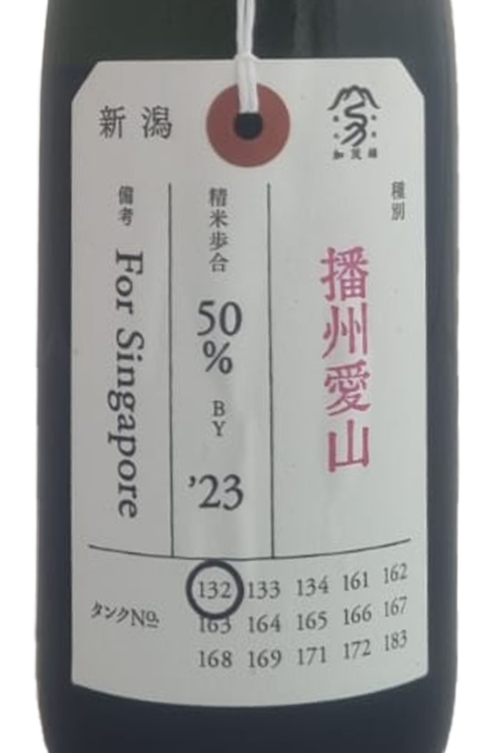 新潟
加茂錦
種別
播州愛山
精米歩合
50
%
BY
'23
備考
For Singapore
タンクNo.
132 133 134 161 162
163 164 165 166 167
168 169 171 172 183